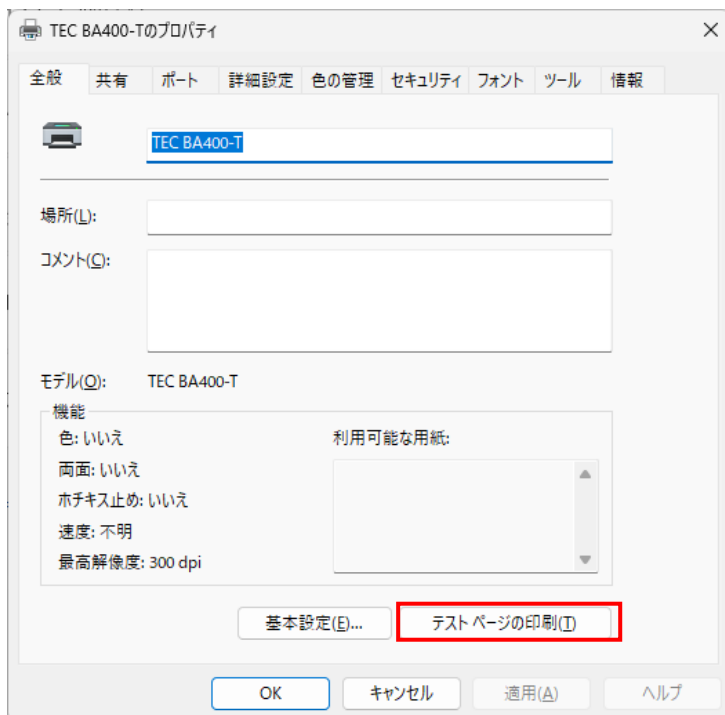 TEC BA400-Tのプロパティ
全般 共有 ポート 詳細設定 色の管理 セキュリティ フォント ツール 情報
TEC BA400-T
場所(L):
コメント(C):
モデル(O): TEC BA400-T
機能
色: いいえ 利用可能な用紙:
両面: いいえ
ホチキス止め: いいえ
速度: 不明
最高解像度: 300 dpi
基本設定(E)... テスト ページの印刷(T)
OK キャンセル 適用(A) ヘルプ